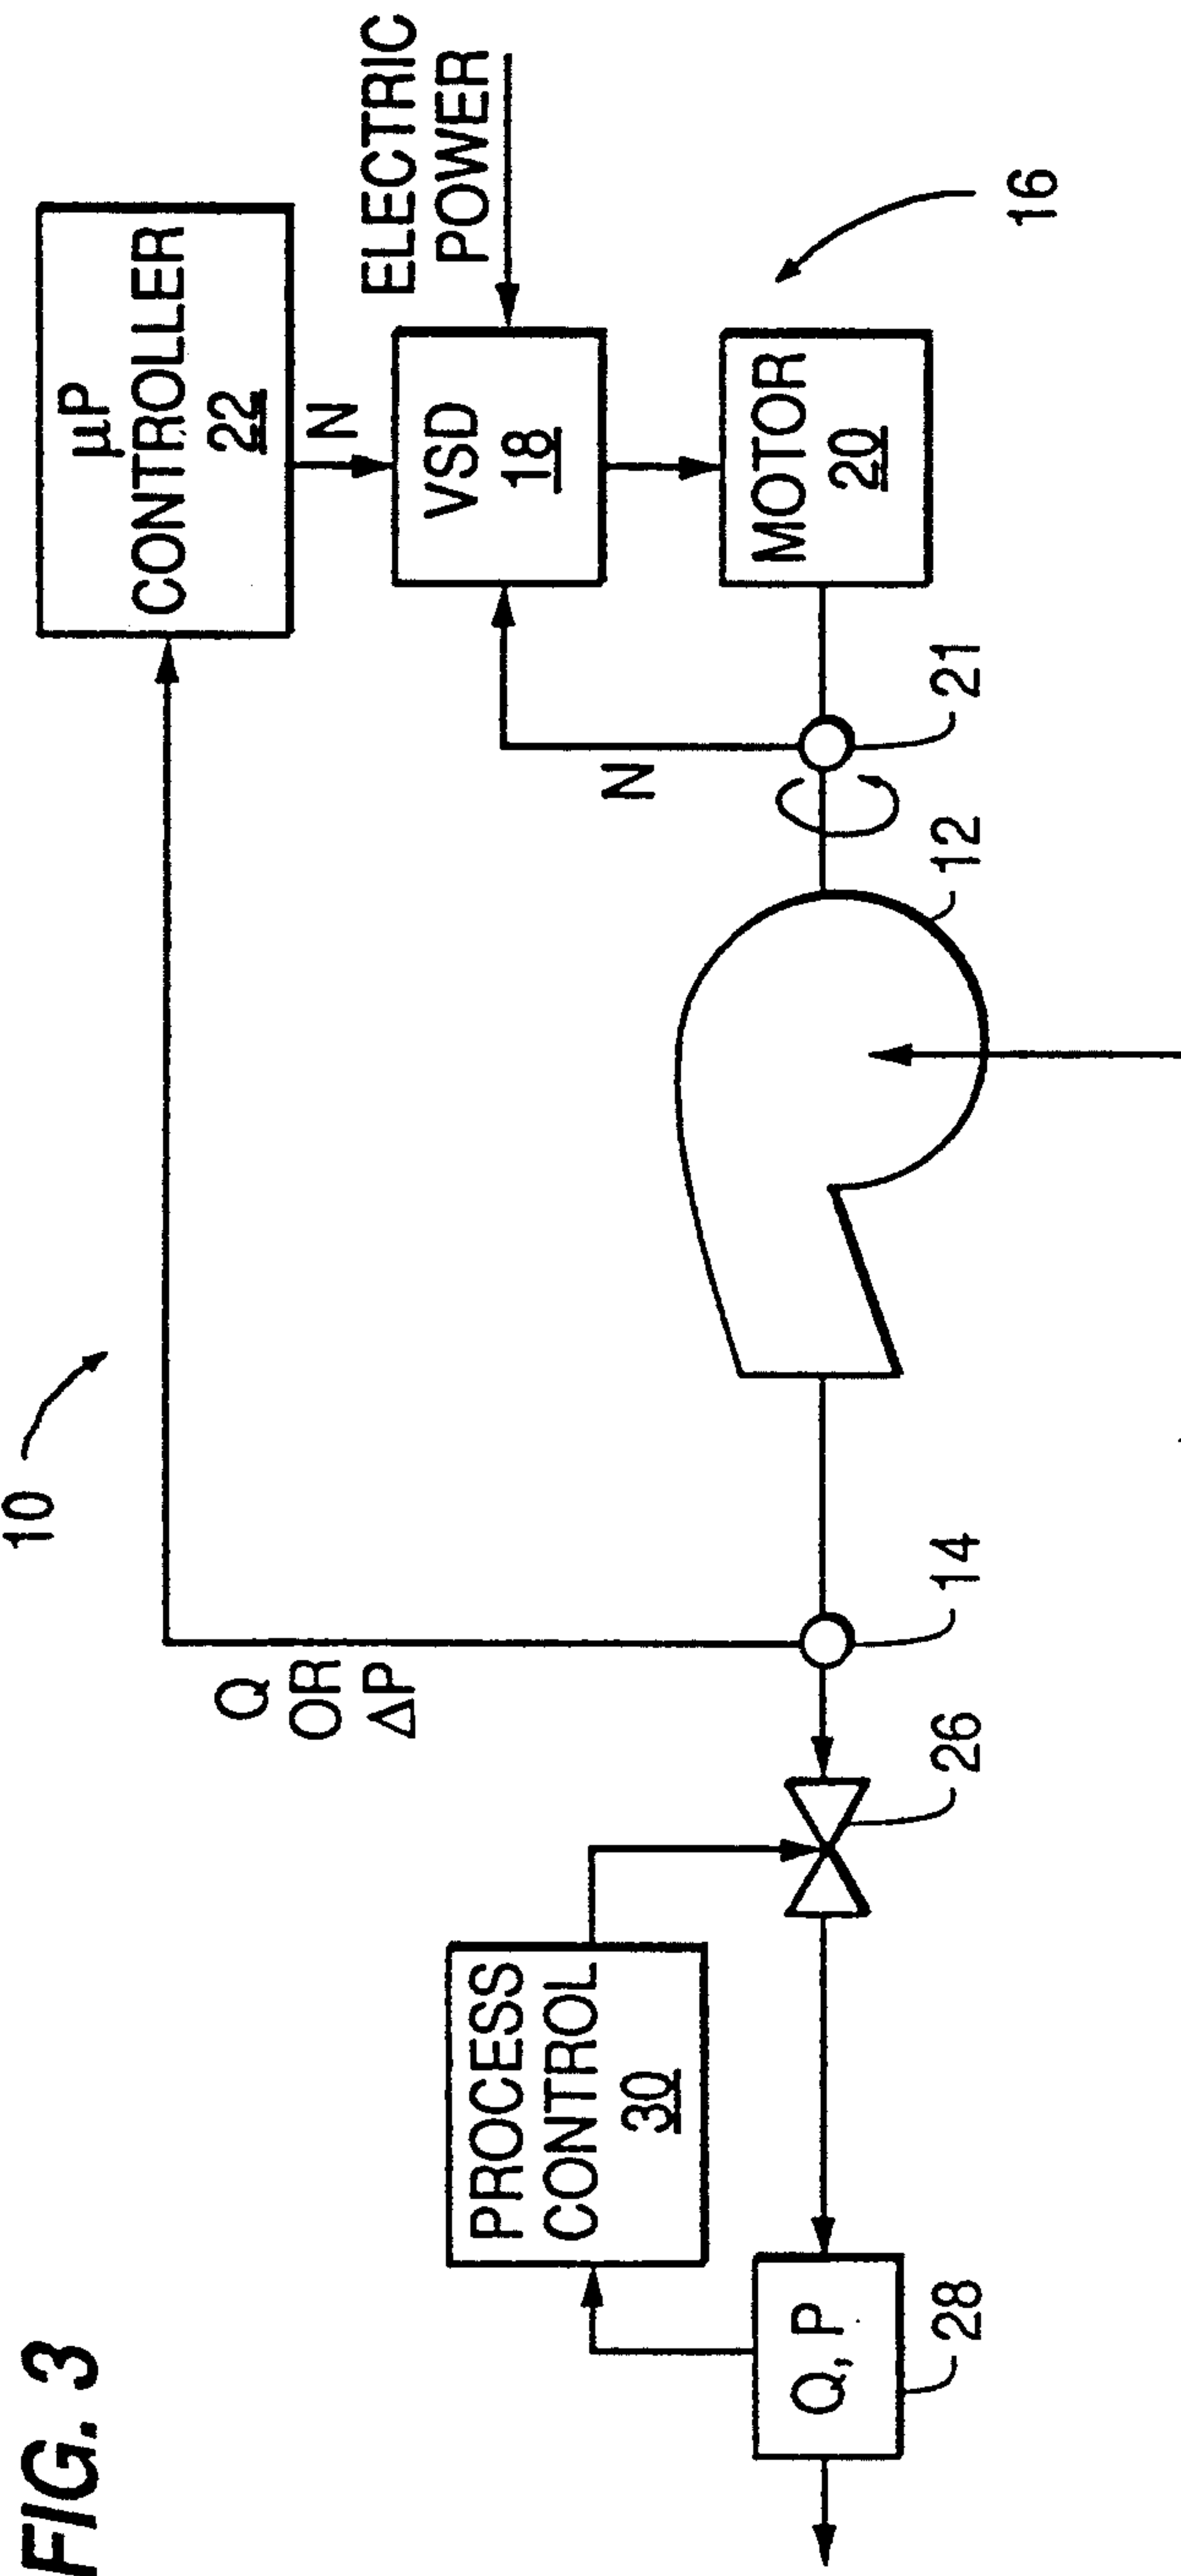 FIG. 3
10
µP
CONTROLLER
22
N
ELECTRIC
POWER
VSD
18
MOTOR
20
16
N
21
12
Q
OR
ΔP
14
26
PROCESS
CONTROL
30
Q, P
28